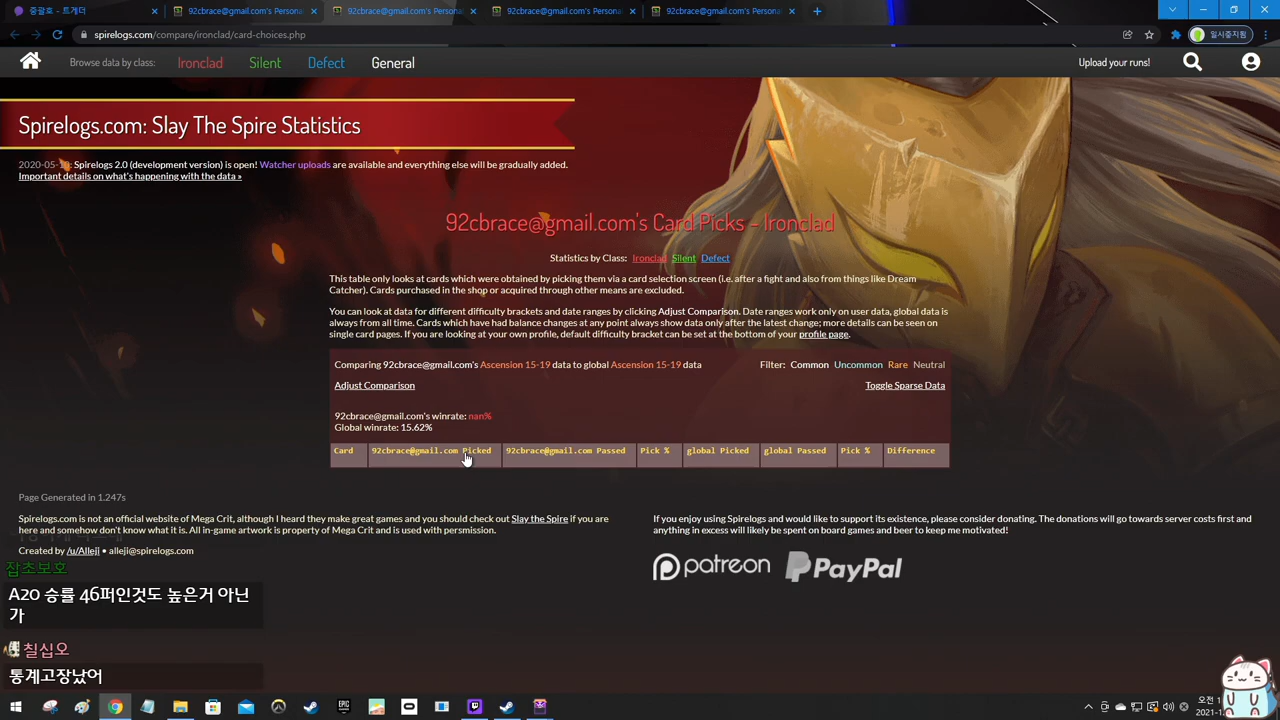 중괄호 - 트게더
92cbrace@gmail.com's Persona
92cbrace@gmail.com's Persona
92cbrace@gmail.com's Persona
92cbrace@gmail.com's Persona
spirelogs.com/compare/ironclad/card-choices.php
일시중지됨
Browse data by class: Ironclad Silent Defect General
Upload your runs!
Spirelogs.com: Slay The Spire Statistics
Spirelogs 2.0 (development version) is open! Watcher uploads are available and everything else will be gradually added.
Important details on what's happening with the data »
92cbrace@gmail.com's Card Picks - Ironclad
Statistics by Class: Ironclad Silent Defect
This table only looks at cards which were obtained by picking them via a card selection screen (i.e. after a fight and also from things like Dream
Catcher). Cards purchased in the shop or acquired through other means are excluded.
You can look at data for different difficulty brackets and date ranges by clicking Adjust Comparison. Date ranges work only on user data, global data is
always from all time. Cards which have had balance changes at any point always show data only after the latest change; more details can be seen on
single card pages. If you are looking at your own profile, default difficulty bracket can be set at the bottom of your profile page.
Comparing 92cbrace@gmail.com's Ascension 15-19 data to global Ascension 15-19 data
Filter: Common Uncommon Rare Neutral
Adjust Comparison
Toggle Sparse Data
92cbrace@gmail.com's winrate: nan%
Global winrate: 15.62%
Card 92cbrace@gmail.com Picked 92cbrace@gmail.com Passed Pick % global Picked global Passed Pick % Difference
Page Generated in 1.247s
Spirelogs.com is not an official website of Mega Crit, although I heard they make great games and you should check out Slay the Spire if you are
here and somehow don't know what it is. All in-game artwork is property of Mega Crit and is used with persmission.
Created by /u/Alleji • alleji@spirelogs.com
If you enjoy using Spirelogs and would like to support its existence, please consider donating. The donations will go towards server costs first and
anything in excess will likely be spent on board games and beer to keep me motivated!
patreon
PayPal
잡초보호
A20 승률 46퍼인것도 높은거 아닌
가
칠십오
통계고장났어
EPIC
오전 1
2021-1